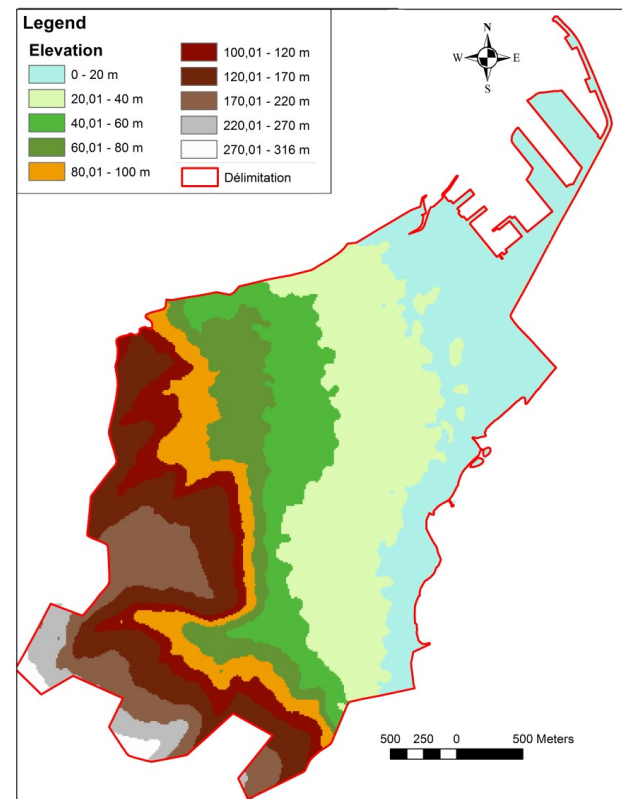 Legend
Elevation
0 - 20 m
20,01 - 40 m
40,01 - 60 m
60,01 - 80 m
80,01 - 100 m
100,01 - 120 m
120,01 - 170 m
170,01 - 220 m
220,01 - 270 m
270,01 - 316 m
Délimitation
N
W E
S
500 250 0 500 Meters